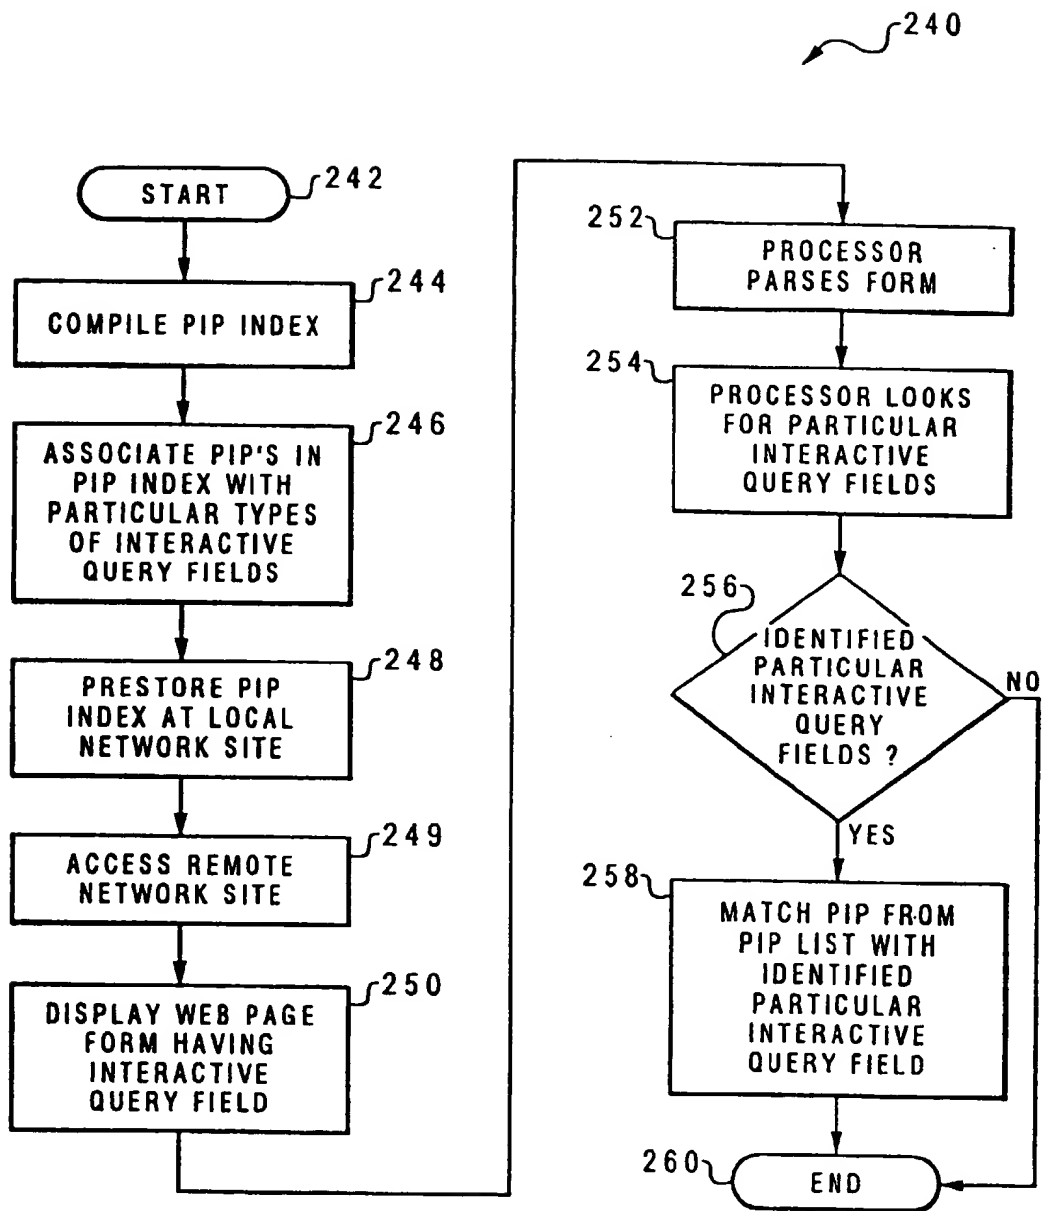 240
START
242
244
COMPILE PIP INDEX
246
ASSOCIATE PIP'S IN
PIP INDEX WITH
PARTICULAR TYPES
OF INTERACTIVE
QUERY FIELDS
248
PRESTORE PIP
INDEX AT LOCAL
NETWORK SITE
249
ACCESS REMOTE
NETWORK SITE
250
DISPLAY WEB PAGE
FORM HAVING
INTERACTIVE
QUERY FIELD
252
PROCESSOR
PARSES FORM
254
PROCESSOR LOOKS
FOR PARTICULAR
INTERACTIVE
QUERY FIELDS
256
IDENTIFIED
PARTICULAR
INTERACTIVE
QUERY
FIELDS ?
NO
YES
258
MATCH PIP FROM
PIP LIST WITH
IDENTIFIED
PARTICULAR
INTERACTIVE
QUERY FIELD
260
END